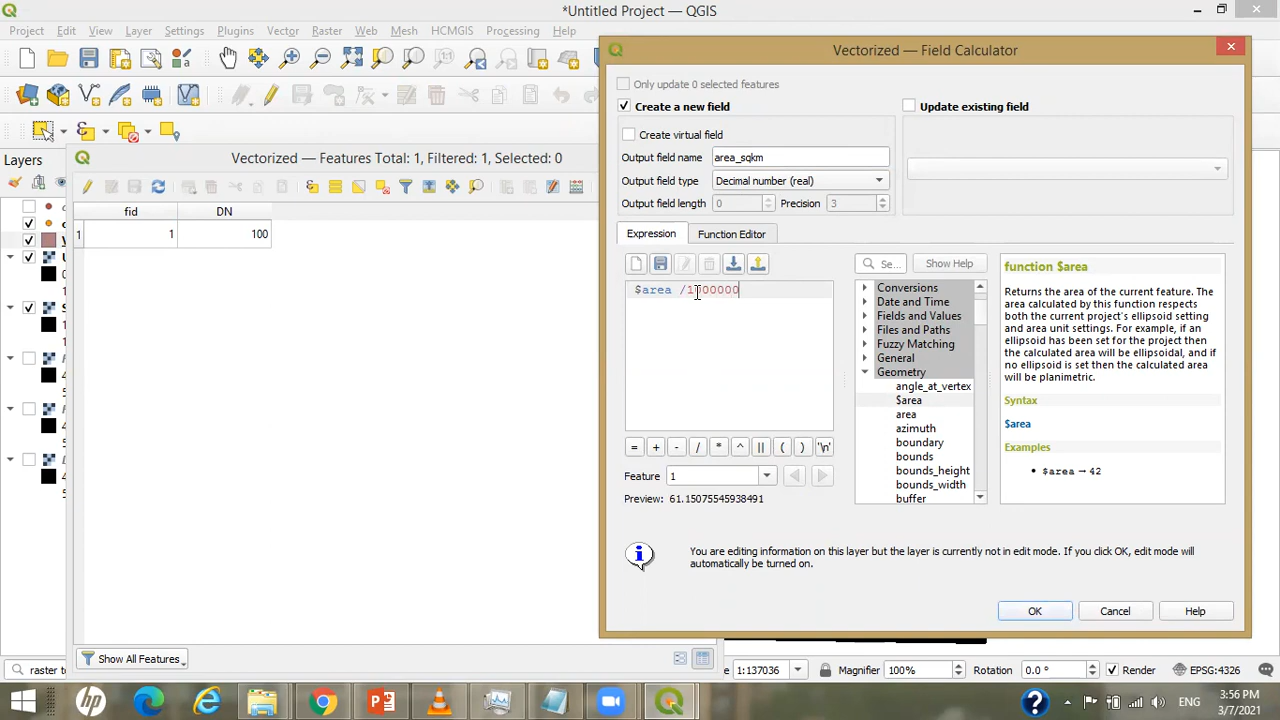 *Untitled Project — QGIS
Project Edit View Layer Settings Plugins Vector Raster Web Mesh HCMGIS Processing Help
Vectorized — Field Calculator
Only update 0 selected features
Create a new field
Update existing field
Create virtual field
Output field name area_sqkm
Output field type Decimal number (real)
Output field length 0 Precision 3
Expression Function Editor
Layers
Vectorized — Features Total: 1, Filtered: 1, Selected: 0
fid DN
1 1 100
$area /1000000
Se... Show Help
Conversions
Date and Time
Fields and Values
Files and Paths
Fuzzy Matching
General
Geometry
angle_at_vertex
$area
area
azimuth
boundary
bounds
bounds_height
bounds_width
buffer
function $area
Returns the area of the current feature. The
area calculated by this function respects
both the current project's ellipsoid setting
and area unit settings. For example, if an
ellipsoid has been set for the project then
the calculated area will be ellipsoidal, and if
no ellipsoid is set then the calculated area
will be planimetric.
Syntax
$area
Examples
$area → 42
= + - / * ^ || ( ) '\n'
Feature 1
Preview: 61.15075545938491
You are editing information on this layer but the layer is currently not in edit mode. If you click OK, edit mode will
automatically be turned on.
OK Cancel Help
Show All Features
raster to
1:137036 Magnifier 100% Rotation 0.0 ° Render EPSG:4326
ENG
3:56 PM
3/7/2021